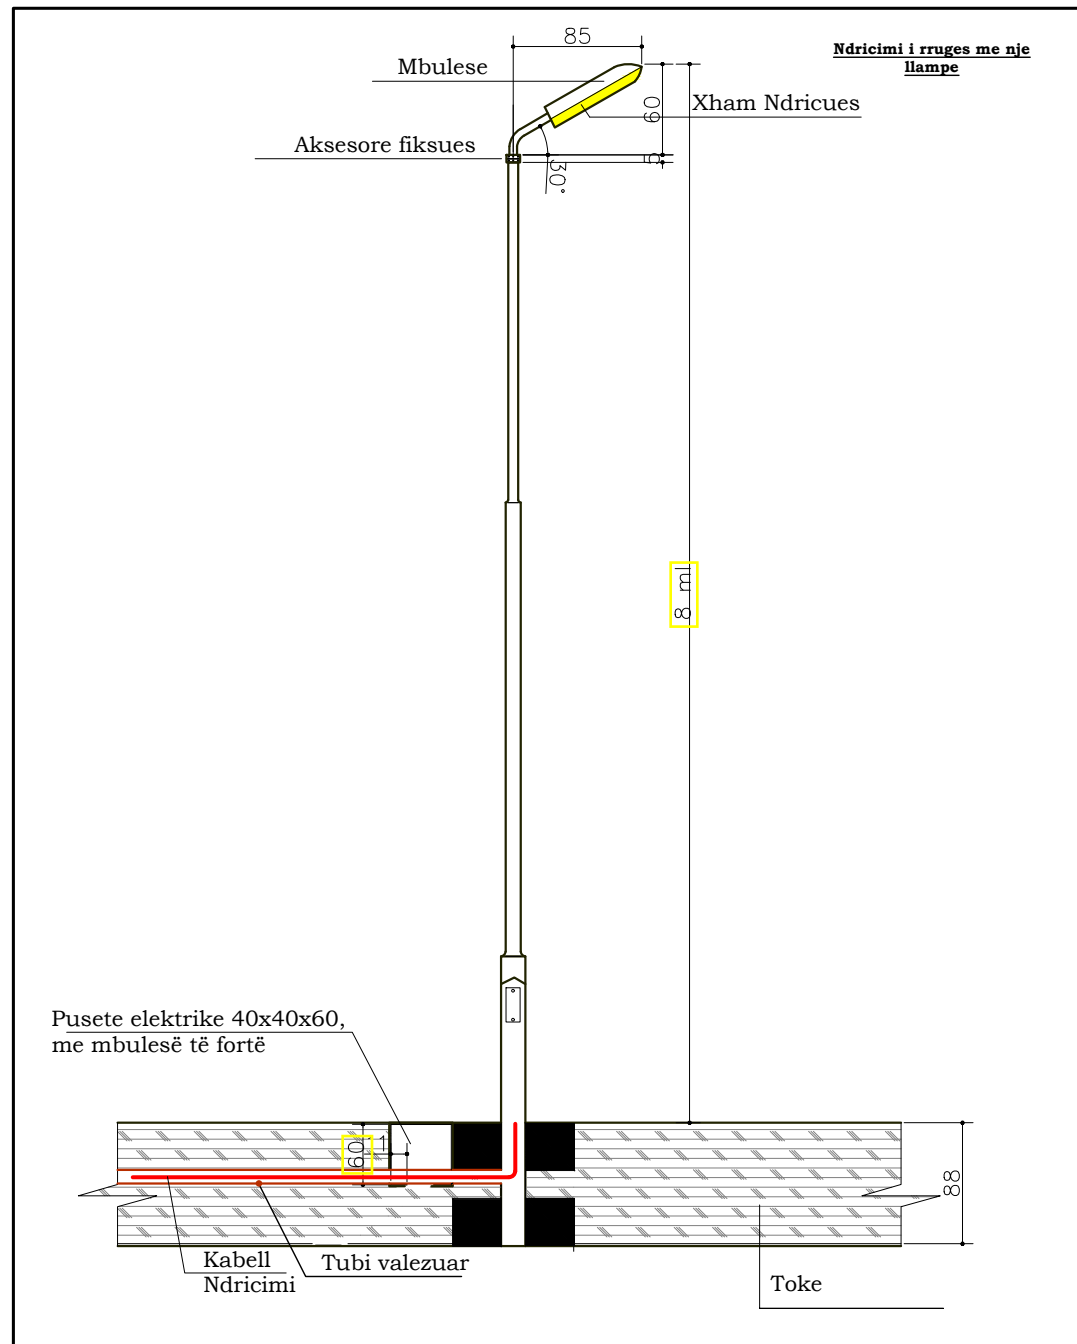 Ndricimi i rruges me nje
llampe
85
Mbulese
Xham Ndricues
60
Aksesore fiksues
5
30°
8 ml
Pusete elektrike 40x40x60,
me mbulesë të fortë
60
1
88
Kabell
Ndricimi
Tubi valezuar
Toke